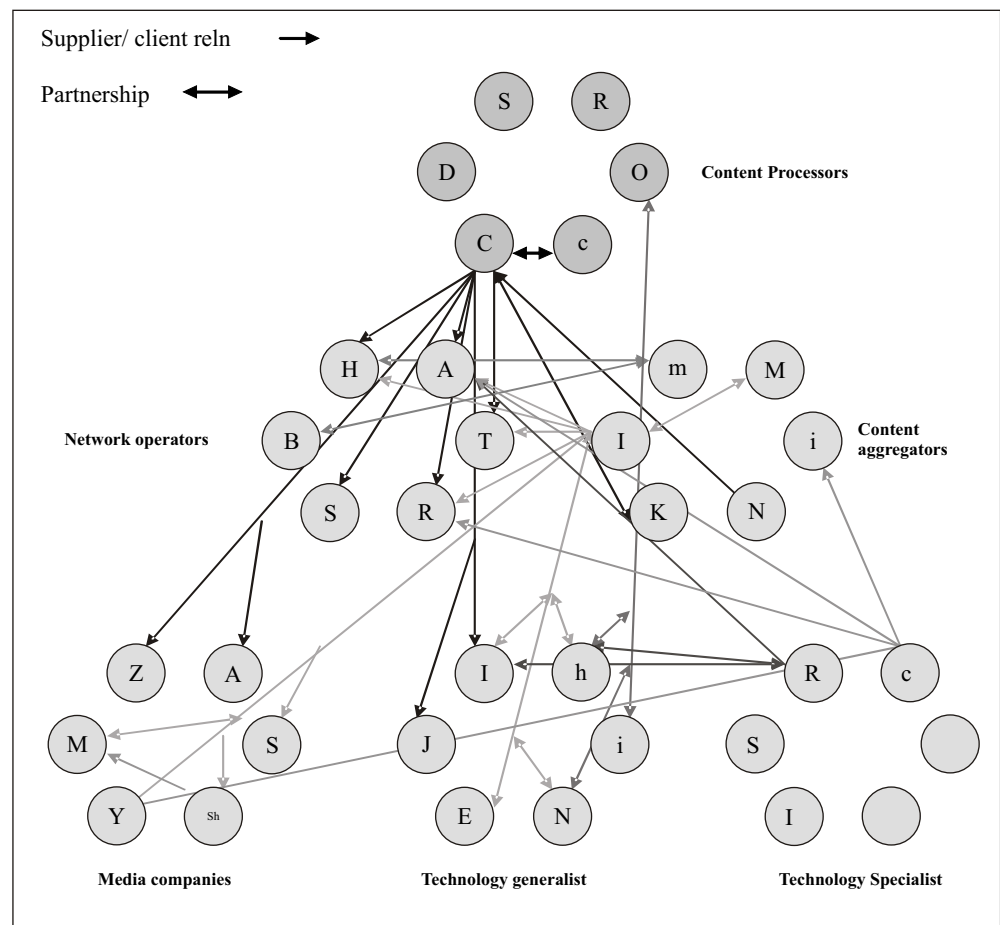 Supplier/ client reln
Partnership
S R
D O Content Processors
C c
H A m M
Network operators B T I i Content
aggregators
S R K N
Z A I h R c
M S J i S
Y Sh E N I
Media companies Technology generalist Technology Specialist